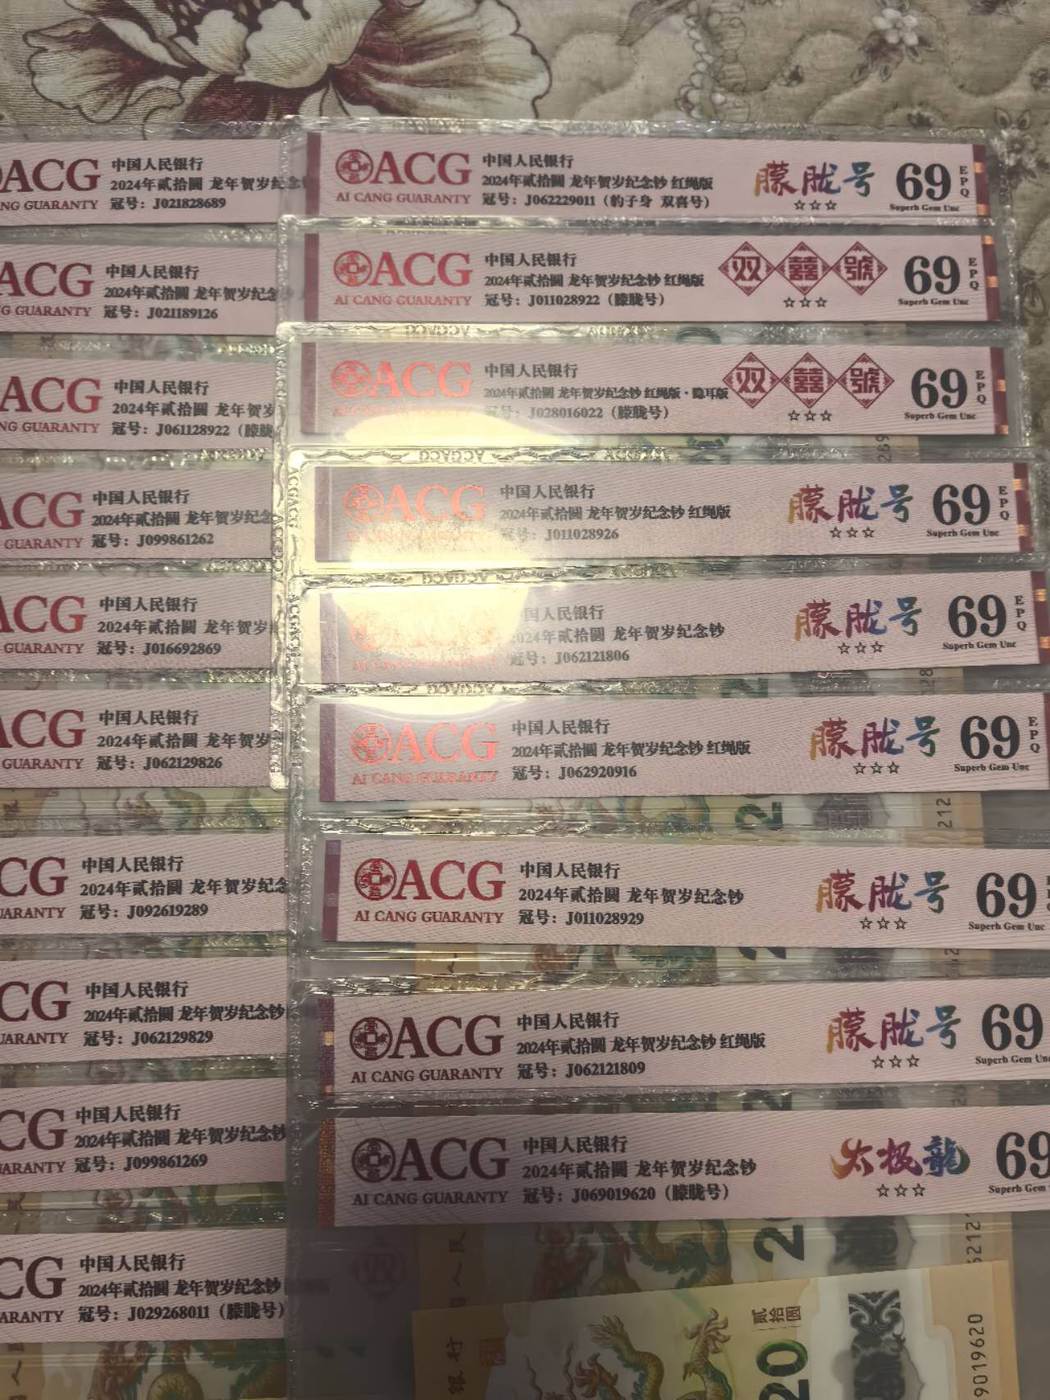 ACG
CANG GUARANTY
中国人民银行
2024年贰拾圆 龙年贺岁纪念
冠号：J021828689
ACG
AI CANG GUARANTY
中国人民银行
2024年贰拾圆 龙年贺岁纪念钞 红绳版
冠号：J062229011（豹子身 双喜号）
朦胧号
☆☆☆
69
EPQ
Superb Gem Unc
ACG
CANG GUARANTY
中国人民银行
2024年贰拾圆 龙年贺岁纪念
冠号：J021189126
ACG
AI CANG GUARANTY
中国人民银行
2024年贰拾圆 龙年贺岁纪念钞 红绳版
冠号：J011028922（朦胧号）
双囍號
☆☆☆
69
EPQ
Superb Gem Unc
ACG
CANG GUARANTY
中国人民银行
2024年贰拾圆 龙年贺
冠号：J061128922（朦胧
ACG
中国人民银行
2024年贰拾圆 龙年贺岁纪念钞 红绳版·隐耳版
冠号：J028016022（朦胧号）
双囍號
☆☆☆
69
EPQ
Superb Gem Unc
ACG
GUARANTY
中国人民银行
2024年贰拾圆 龙年贺岁纪念
冠号：J099861262
ACG
中国人民银行
2024年贰拾圆 龙年贺岁纪念钞 红绳版
冠号：J011028926
朦胧号
☆☆☆
69
EPQ
Superb Gem Unc
ACG
GUARANTY
中国人民银行
2024年贰拾圆 龙年贺
冠号：J016692869
国人民银行
2024年贰拾圆 龙年贺岁纪念钞
冠号：J062121806
朦胧号
☆☆☆
69
EPQ
Superb Gem Unc
ACG
GUARANTY
中国人民银行
2024年贰拾圆 龙年贺
冠号：J062129826
ACG
AI CANG GUARANTY
中国人民银行
2024年贰拾圆 龙年贺岁纪念钞 红绳版
冠号：J062920916
朦胧号
☆☆☆
69
EPQ
Superb Gem Unc
CG
GUARANTY
中国人民银行
2024年贰拾圆 龙年贺岁纪念
冠号：J092619289
ACG
AI CANG GUARANTY
中国人民银行
2024年贰拾圆 龙年贺岁纪念钞
冠号：J011028929
朦胧号
☆☆☆
69
Superb Gem Unc
CG
GUARANTY
中国人民银行
2024年贰拾圆 龙年贺岁纪念钞
冠号：J062129829
ACG
AI CANG GUARANTY
中国人民银行
2024年贰拾圆 龙年贺岁纪念钞 红绳版
冠号：J062121809
朦胧号
☆☆☆
69
Superb Gem Unc
CG
GUARANTY
中国人民银行
2024年贰拾圆 龙年贺岁纪念钞
冠号：J099861269
ACG
AI CANG GUARANTY
中国人民银行
2024年贰拾圆 龙年贺岁纪念钞
冠号：J069019620（朦胧号）
太极龍
☆☆☆
69
Superb Gem
CG
GUARANTY
中国人民银行
2024年贰拾圆 龙年贺岁纪念钞
冠号：J029268011（朦胧号）
贰拾圆
20
银行
9019620